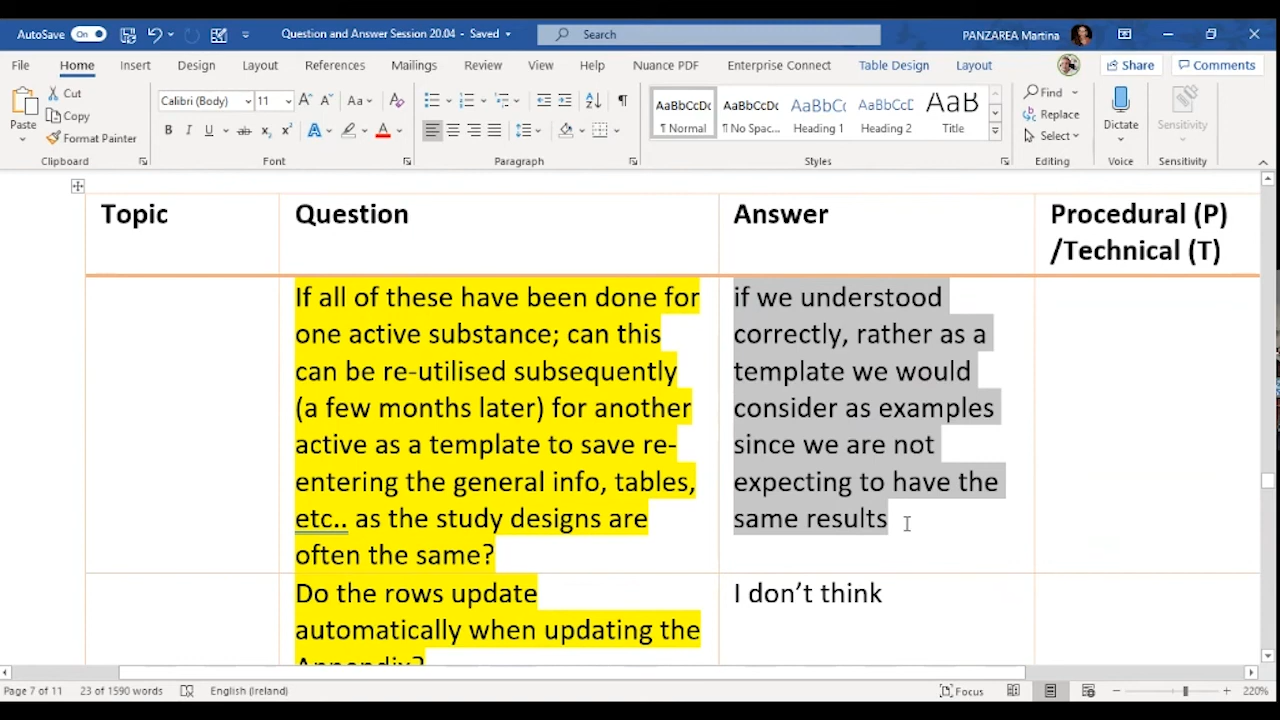 AutoSave On Question and Answer Session 20.04 - Saved Search PANZAREA Martina
File Home Insert Design Layout References Mailings Review View Help Nuance PDF Enterprise Connect Table Design Layout Share Comments
Paste
Cut
Copy
Format Painter
Clipboard
Calibri (Body) 11
Font
Paragraph
AaBbCcDc AaBbCcDc AaBbC AaBbCcD AaB
¶ Normal ¶ No Spac... Heading 1 Heading 2 Title
Styles
Find
Replace
Select
Editing
Dictate
Voice
Sensitivity
Sensitivity
Topic Question Answer Procedural (P)
/Technical (T)
If all of these have been done for
one active substance; can this
can be re-utilised subsequently
(a few months later) for another
active as a template to save re-
entering the general info, tables,
etc.. as the study designs are
often the same?
if we understood
correctly, rather as a
template we would
consider as examples
since we are not
expecting to have the
same results
Do the rows update
automatically when updating the
Appendix?
I don’t think
Page 7 of 11 23 of 1590 words English (Ireland) Focus 220%